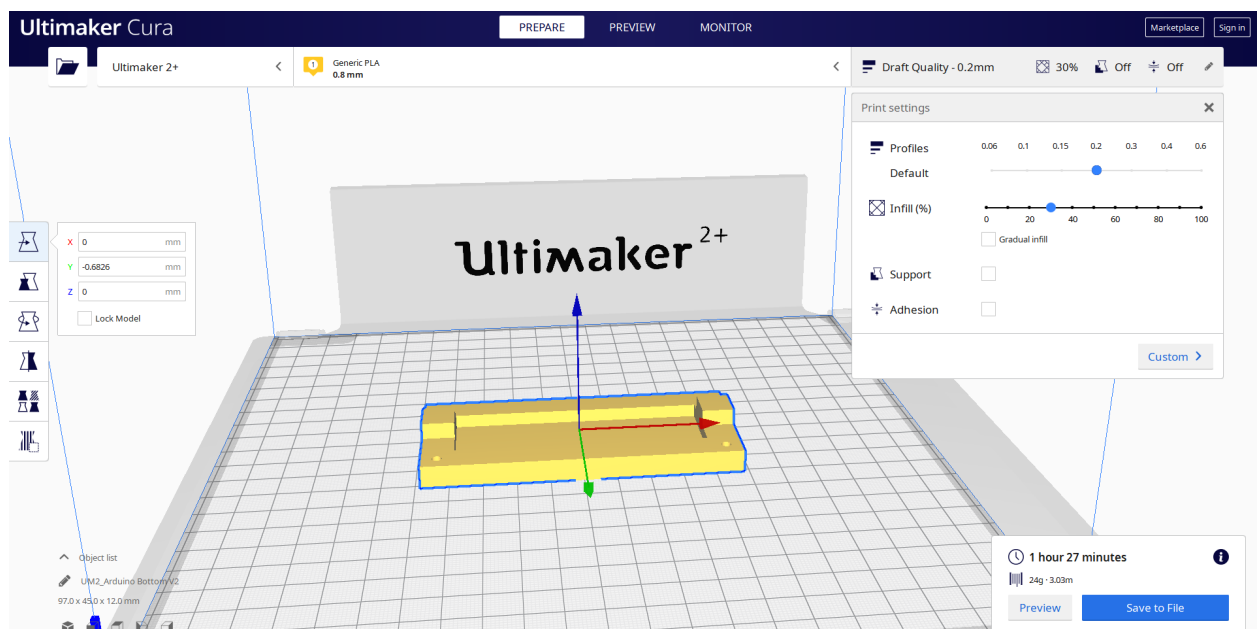 Ultimaker Cura
PREPARE PREVIEW MONITOR
Marketplace Sign in
Ultimaker 2+
1 Generic PLA
0.8 mm
Draft Quality - 0.2mm 30% Off Off
Print settings
Profiles 0.06 0.1 0.15 0.2 0.3 0.4 0.6
Default
Infill (%)
0 20 40 60 80 100
Gradual infill
Support
Adhesion
Custom
X 0 mm
Y -0.6826 mm
Z 0 mm
Lock Model
Ultimaker 2+
Object list
UM2_Arduino Bottom V2
97.0 x 45.0 x 12.0 mm
1 hour 27 minutes
24g · 3.03m
Preview Save to File